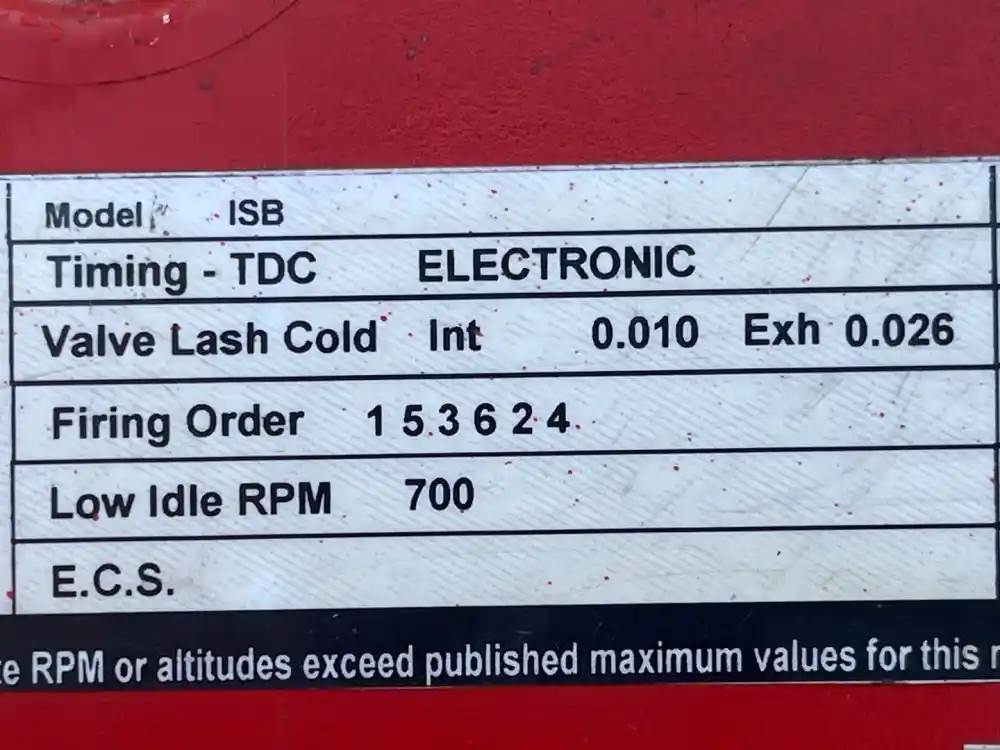 Model ISB
Timing - TDC ELECTRONIC
Valve Lash Cold Int 0.010 Exh 0.026
Firing Order 1 5 3 6 2 4
Low Idle RPM 700
E.C.S.
RPM or altitudes exceed published maximum values for this